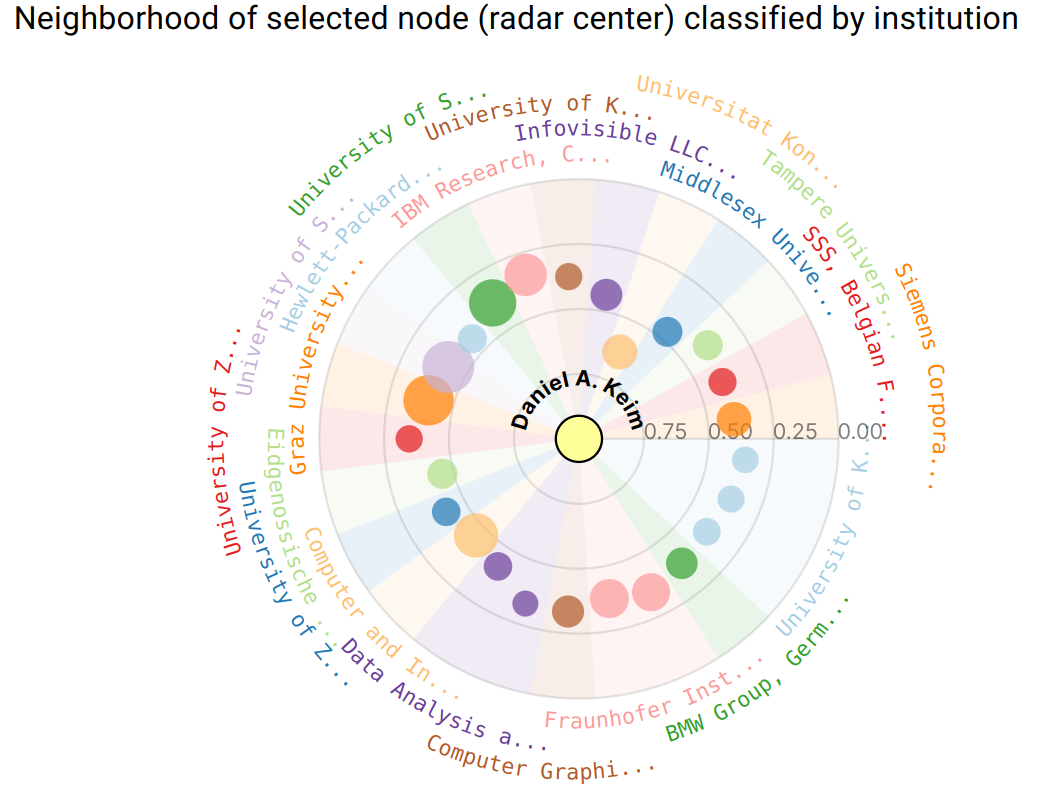 Neighborhood of selected node (radar center) classified by institution
Universitat Kon...
University of S...
University of K...
Infovisible LLC...
IBM Research, C...
Tampere Univers...
Middlesex Unive...
Hewlett-Packard...
University of S...
SSS, Belgian F...
Siemens Corpora...
Graz University...
University of Z...
Daniel A. Keim
0.75
0.50
0.25
0.00
Eidgenossische ...
University of Z...
University of K...
Computer and In...
Data Analysis a...
Fraunhofer Inst...
BMW Group, Germ...
Computer Graphi...